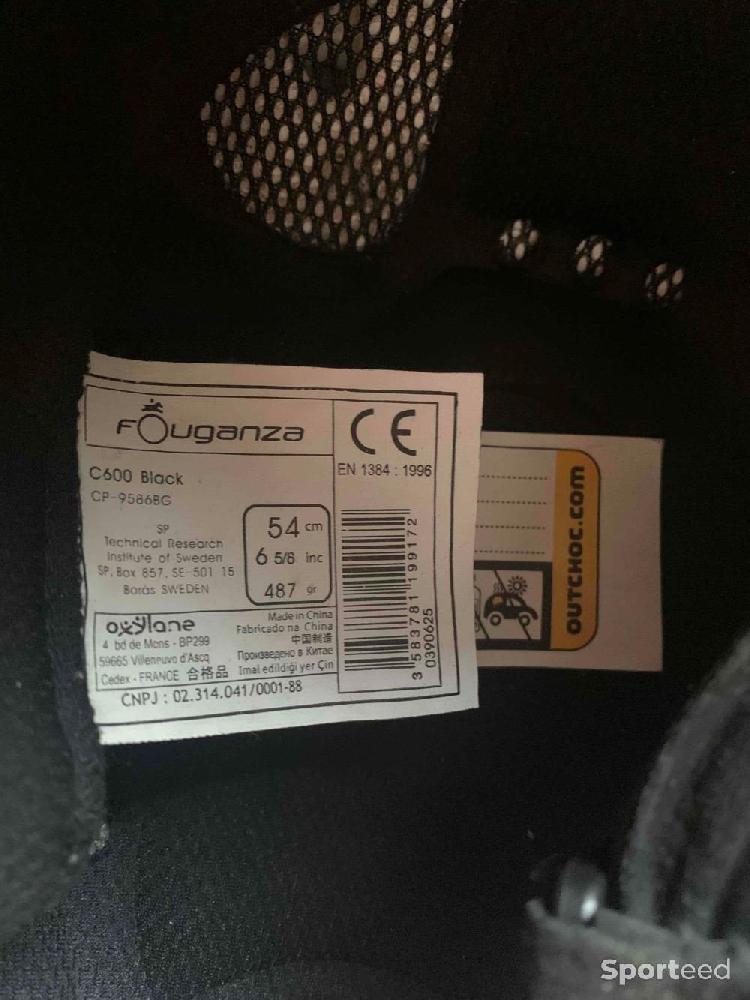 FOuganza
C600 Black
CP-9586BG
SP
Technical Research
Institute of Sweden
SP, Box 857, SE-501 15
Boras SWEDEN
54 cm
6 5/8 inc
487 gr
CE
EN 1384 : 1996
3 583781 199172
0390625
oxylane
4 bd de Mons - BP299
59665 Villeneuve d'Ascq
Cedex - FRANCE 合格品
Made in China
Fabricado na China
中国制造
Произведено в Китае
Imal edildiği yer Çin
CNPJ : 02.314.041/0001-88
OUTCHOC.com
Sporteed